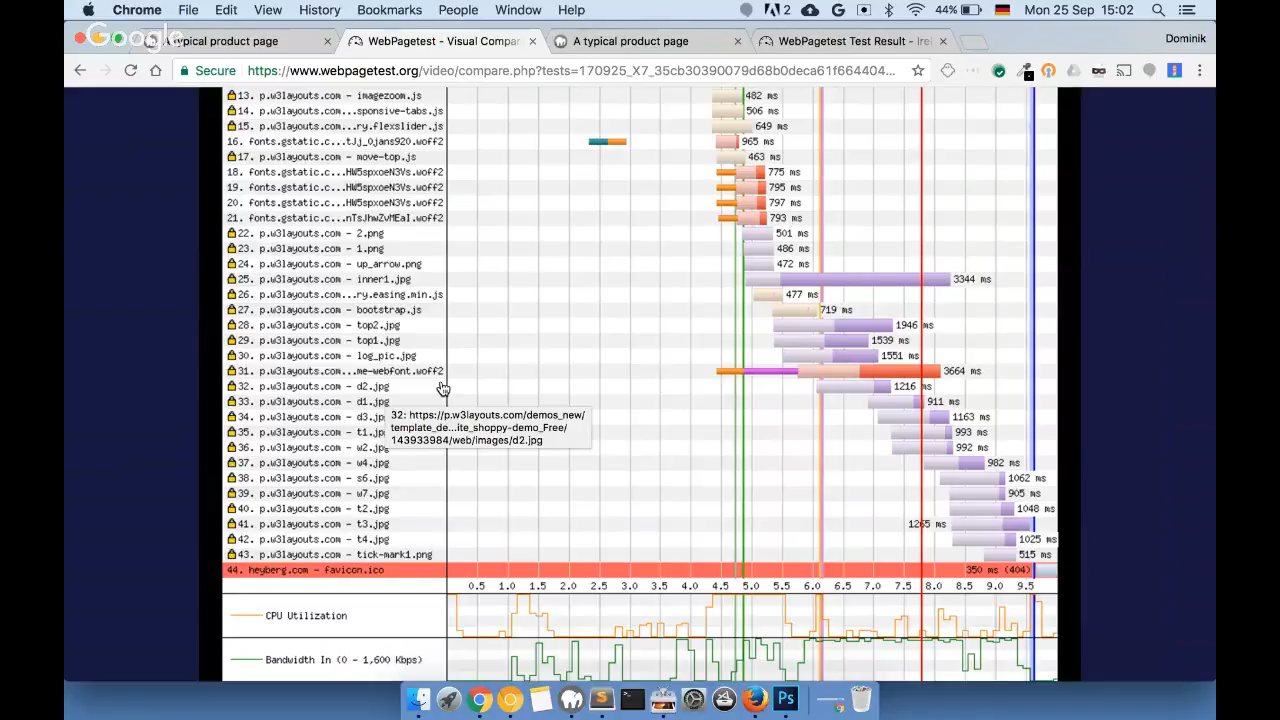 Chrome File Edit View History Bookmarks People Window Help 2 44% Mon 25 Sep 15:02
Google
A typical product page × WebPagetest - Visual Compar × A typical product page × WebPagetest Test Result - Irel × Dominik
Secure https://www.webpagetest.org/video/compare.php?tests=170925_X7_35cb30390079d68b0deca61f664404...
13. p.w3layouts.com - imagezoom.js 482 ms
14. p.w3layouts.com...sponsive-tabs.js 506 ms
15. p.w3layouts.com...ry.flexslider.js 649 ms
16. fonts.gstatic.c...tJj_0jans920.woff2 965 ms
17. p.w3layouts.com - move-top.js 463 ms
18. fonts.gstatic.c...HW5spxoeN3Vs.woff2 775 ms
19. fonts.gstatic.c...HW5spxoeN3Vs.woff2 795 ms
20. fonts.gstatic.c...HW5spxoeN3Vs.woff2 797 ms
21. fonts.gstatic.c...nTsJhwZvMEaI.woff2 793 ms
22. p.w3layouts.com - 2.png 501 ms
23. p.w3layouts.com - 1.png 486 ms
24. p.w3layouts.com - up_arrow.png 472 ms
25. p.w3layouts.com - inner1.jpg 3344 ms
26. p.w3layouts.com...ry.easing.min.js 477 ms
27. p.w3layouts.com - bootstrap.js 719 ms
28. p.w3layouts.com - top2.jpg 1946 ms
29. p.w3layouts.com - top1.jpg 1539 ms
30. p.w3layouts.com - log_pic.jpg 1551 ms
31. p.w3layouts.com...me-webfont.woff2 3664 ms
32. p.w3layouts.com - d2.jpg 1216 ms
33. p.w3layouts.com - d1.jpg 911 ms
34. p.w3layouts.com - d3.jpg 1163 ms
35. p.w3layouts.com - t1.jpg 993 ms
36. p.w3layouts.com - w2.jpg 992 ms
32: https://p.w3layouts.com/demos_new/
template_de...ite_shoppy-demo_Free/
143933984/web/images/d2.jpg
37. p.w3layouts.com - w4.jpg 982 ms
38. p.w3layouts.com - s6.jpg 1062 ms
39. p.w3layouts.com - w7.jpg 905 ms
40. p.w3layouts.com - t2.jpg 1048 ms
41. p.w3layouts.com - t3.jpg 1265 ms
42. p.w3layouts.com - t4.jpg 1025 ms
43. p.w3layouts.com - tick-mark1.png 515 ms
44. heyberg.com - favicon.ico 350 ms (404)
0.5 1.0 1.5 2.0 2.5 3.0 3.5 4.0 4.5 5.0 5.5 6.0 6.5 7.0 7.5 8.0 8.5 9.0 9.5
CPU Utilization
Bandwidth In (0 - 1,600 Kbps)
Ps